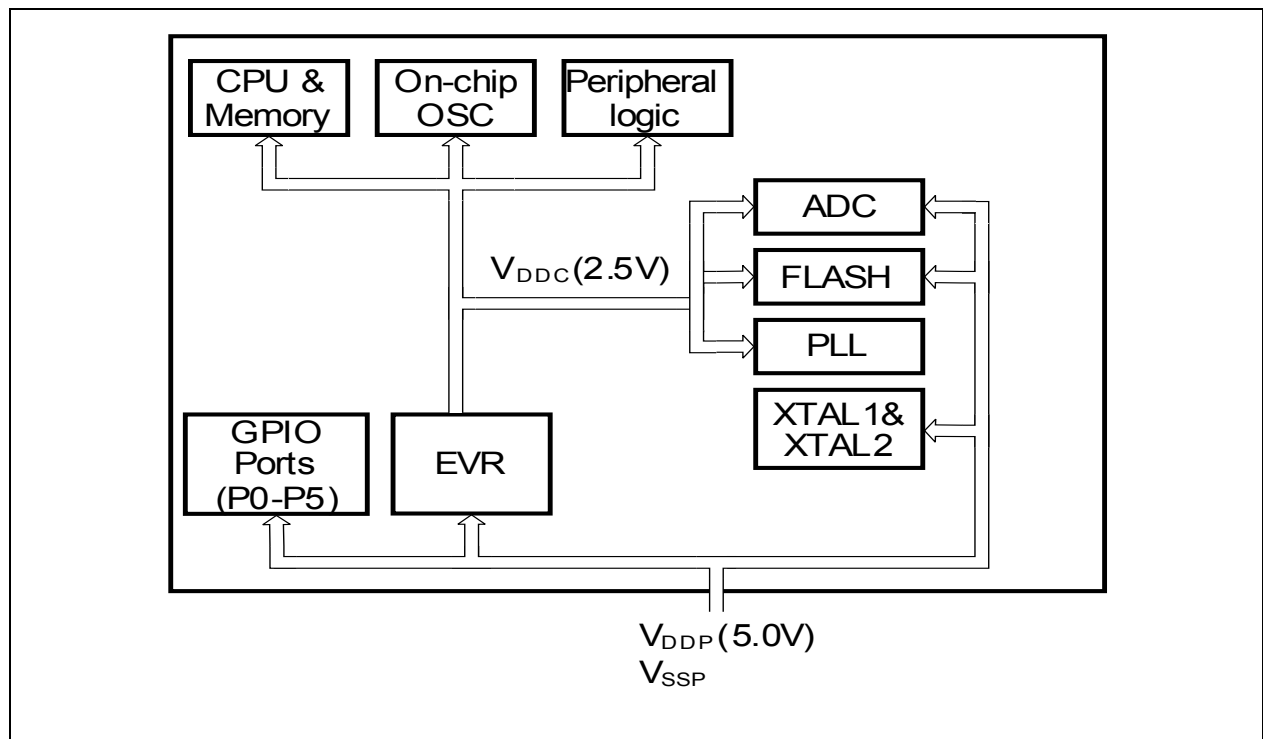 CPU &
Memory
On-chip
OSC
Peripheral
logic
ADC
VDDC(2.5V)
FLASH
PLL
XTAL1&
XTAL2
GPIO
Ports
(P0-P5)
EVR
VDDP(5.0V)
VSSP